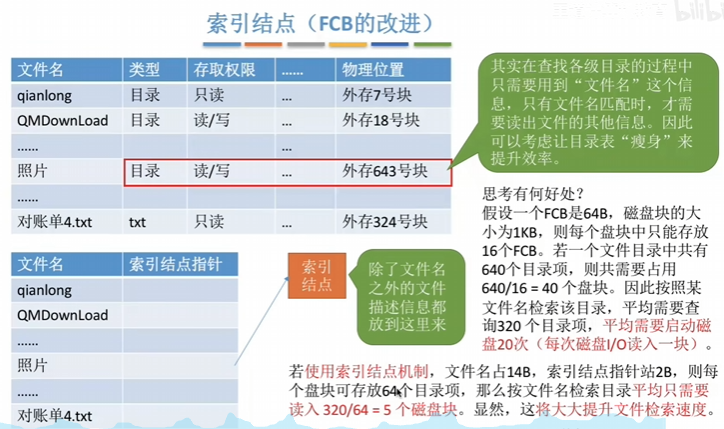 bilibi
索引结点（FCB的改进）
文件名 类型 存取权限 …… 物理位置
qianlong 目录 只读 ... 外存7号块
QMDownLoad 目录 读/写 ... 外存18号块
…… ...
照片 目录 读/写 ... 外存643号块
…… ...
对账单4.txt txt 只读 ... 外存324号块
其实在查找各级目录的过程中
只需要用到“文件名”这个信
息，只有文件名匹配时，才需
要读出文件的其他信息。因此
可以考虑让目录表“瘦身”来
提升效率。
文件名 索引结点指针
qianlong
QMDownLoad
……
照片
……
对账单4.txt
索引
结点
除了文件名
之外的文件
描述信息都
放到这里来
思考有何好处？
假设一个FCB是64B，磁盘块的大
小为1KB，则每个盘块中只能存放
16个FCB。若一个文件目录中共有
640个目录项，则共需要占用
640/16 = 40 个盘块。因此按照某
文件名检索该目录，平均需要查
询320 个目录项，平均需要启动磁
盘20次（每次磁盘I/O读入一块）。
若使用索引结点机制，文件名占14B，索引结点指针站2B，则每
个盘块可存放64个目录项，那么按文件名检索目录平均只需要
读入 320/64 = 5 个磁盘块。显然，这将大大提升文件检索速度。